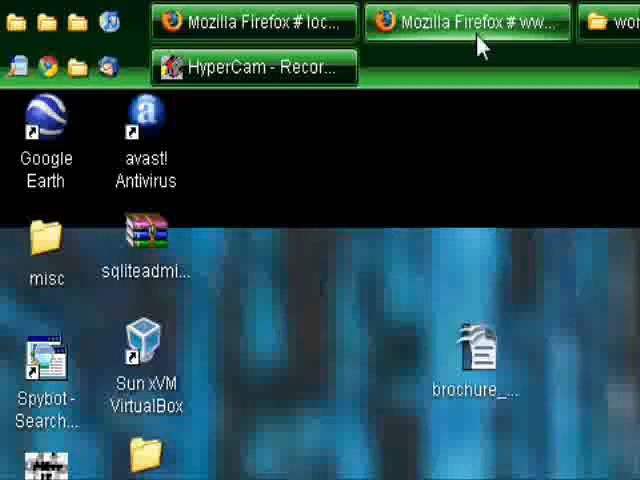 Mozilla Firefox # loc...
Mozilla Firefox # ww...
wor
HyperCam - Recor...
Google
Earth
avast!
Antivirus
misc
sqliteadmi...
Sun xVM
VirtualBox
brochure_...
Spybot -
Search...